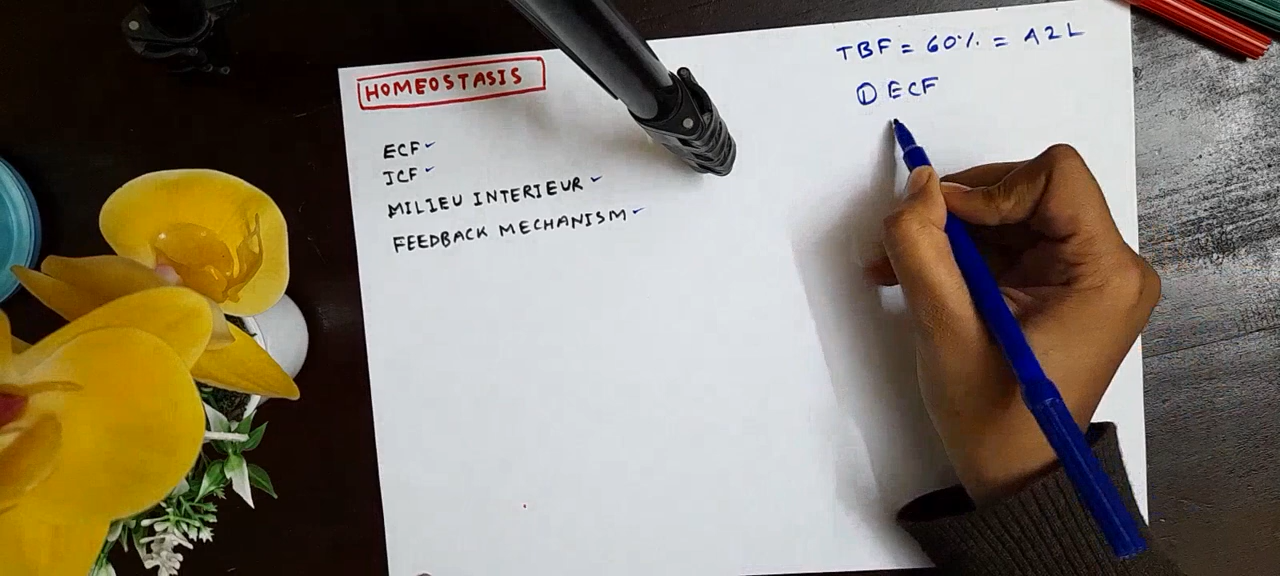 HOMEOSTASIS
ECF
ICF
MILIEU INTERIEUR
FEEDBACK MECHANISM
TBF = 60% = 42L
① ECF